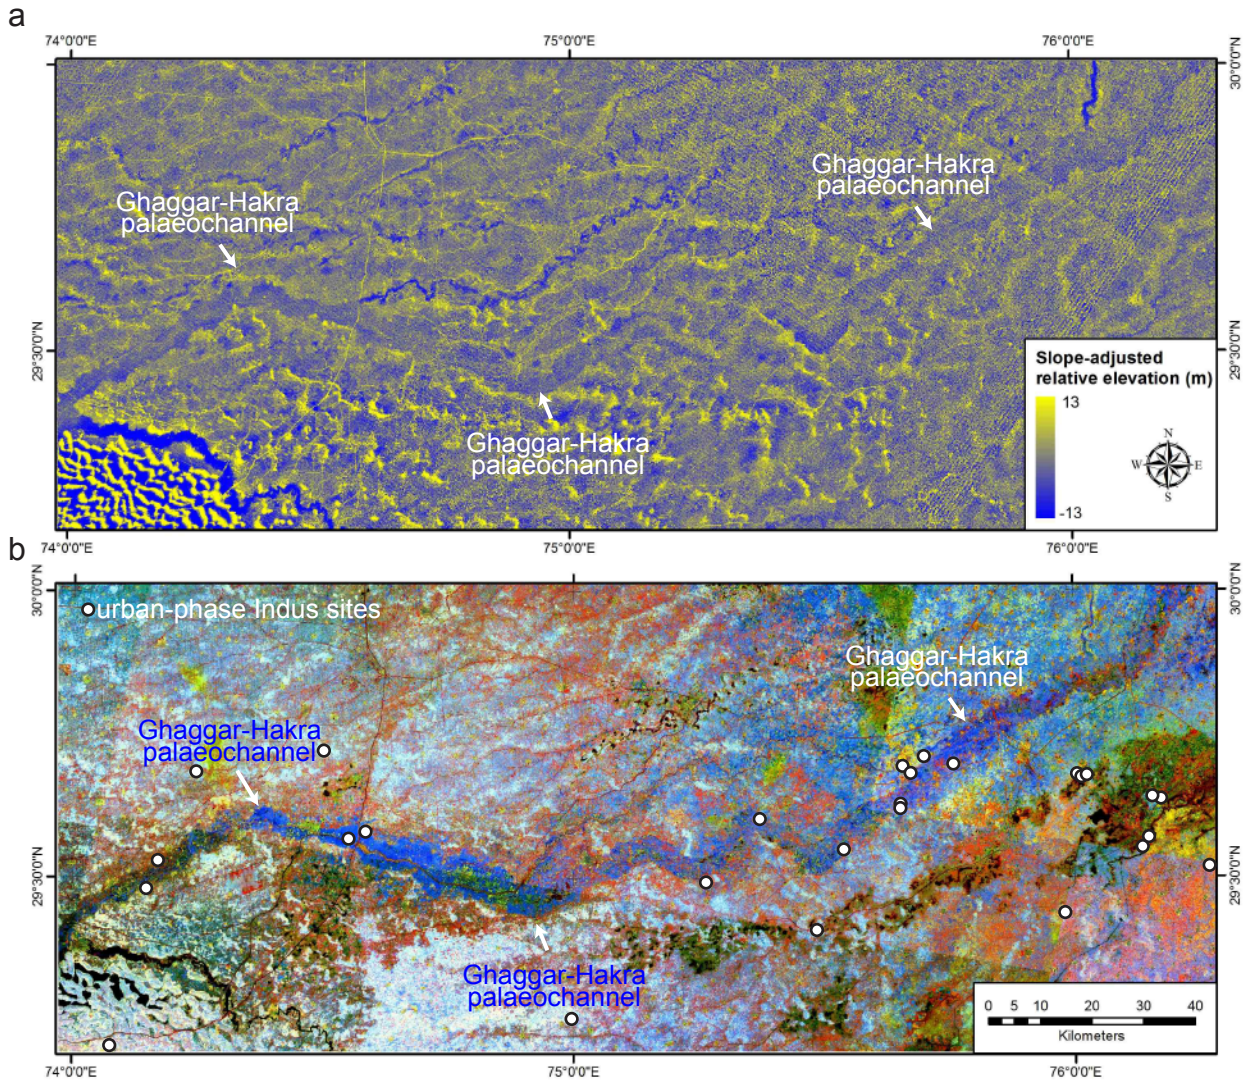 a
74°0'0"E 75°0'0"E 76°0'0"E
30°0'0"N
Ghaggar-Hakra
palaeochannel
Ghaggar-Hakra
palaeochannel
29°30'0"N 29°30'0"N
Slope-adjusted
relative elevation (m)
13
-13
N
W E
S
Ghaggar-Hakra
palaeochannel
74°0'0"E 75°0'0"E 76°0'0"E
b
30°0'0"N 30°0'0"N
urban-phase Indus sites
Ghaggar-Hakra
palaeochannel
Ghaggar-Hakra
palaeochannel
29°30'0"N 29°30'0"N
Ghaggar-Hakra
palaeochannel
0 5 10 20 30 40
Kilometers
74°0'0"E 75°0'0"E 76°0'0"E